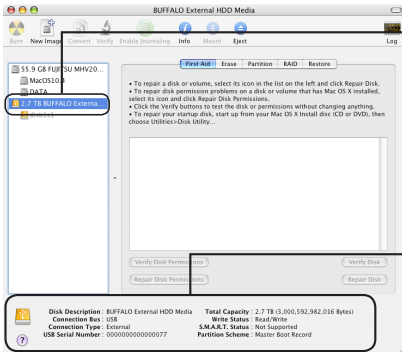 BUFFALO External HDD Media
Burn New Image Convert Verify Enable Journaling Info Mount Eject Log
55.9 GB FUJITSU MHV20...
MacOS10.4
DATA
2.7 TB BUFFALO Externa...
disk1s1
First Aid Erase Partition RAID Restore
• To repair a disk or volume, select its icon in the list on the left and click Repair Disk.
• To repair disk permission problems on a disk or volume that has Mac OS X installed,
select its icon and click Repair Disk Permissions.
• Click the Verify buttons to test the disk or permissions without changing anything.
• To repair your startup disk, start up from your Mac OS X Install disc (CD or DVD), then
choose Utilities>Disk Utility...
Verify Disk Permissions Verify Disk
Repair Disk Permissions Repair Disk
Disk Description : BUFFALO External HDD Media Total Capacity : 2.7 TB (3,000,592,982,016 Bytes)
Connection Bus : USB Write Status : Read/Write
Connection Type : External S.M.A.R.T. Status : Not Supported
USB Serial Number : 0000000000000077 Partition Scheme : Master Boot Record
?